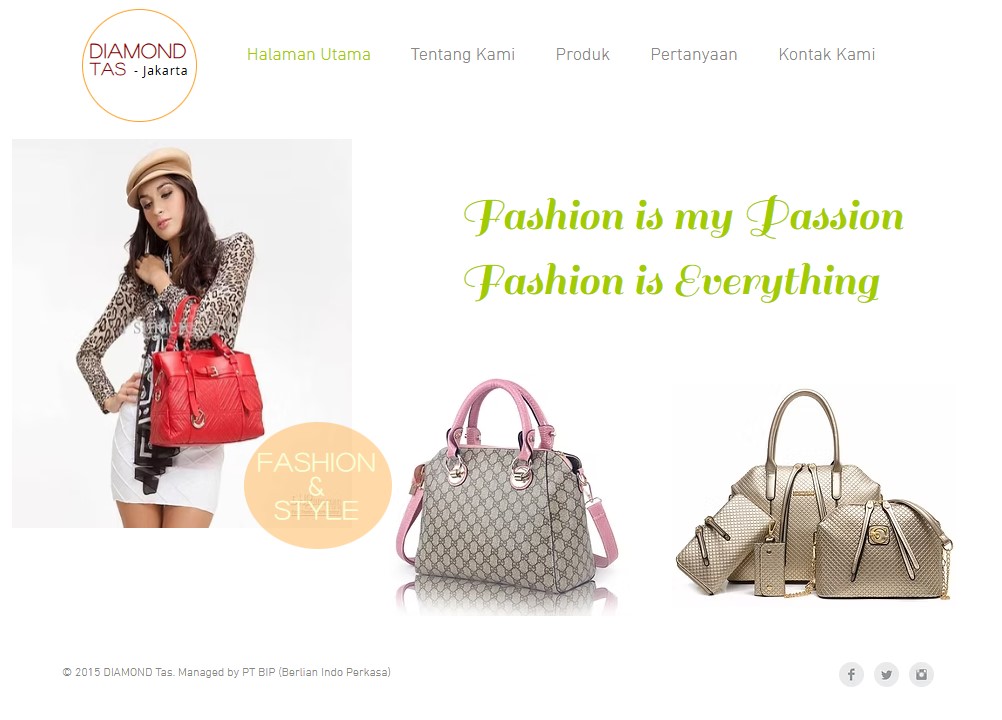 DIAMOND
TAS - Jakarta
Halaman Utama
Tentang Kami
Produk
Pertanyaan
Kontak Kami
Fashion is my Passion
Fashion is Everything
FASHION
&
STYLE
© 2015 DIAMOND Tas. Managed by PT BIP (Berlian Indo Perkasa)